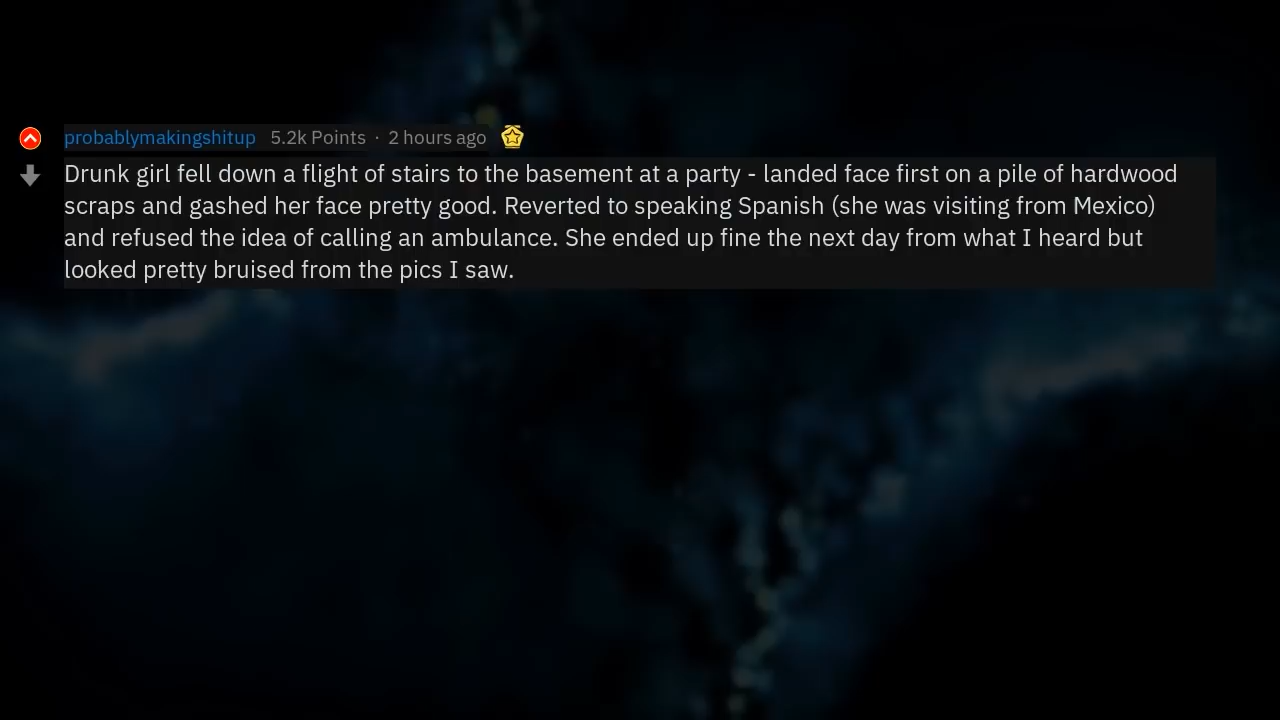 probablymakingshitup 5.2k Points · 2 hours ago
Drunk girl fell down a flight of stairs to the basement at a party - landed face first on a pile of hardwood
scraps and gashed her face pretty good. Reverted to speaking Spanish (she was visiting from Mexico)
and refused the idea of calling an ambulance. She ended up fine the next day from what I heard but
looked pretty bruised from the pics I saw.